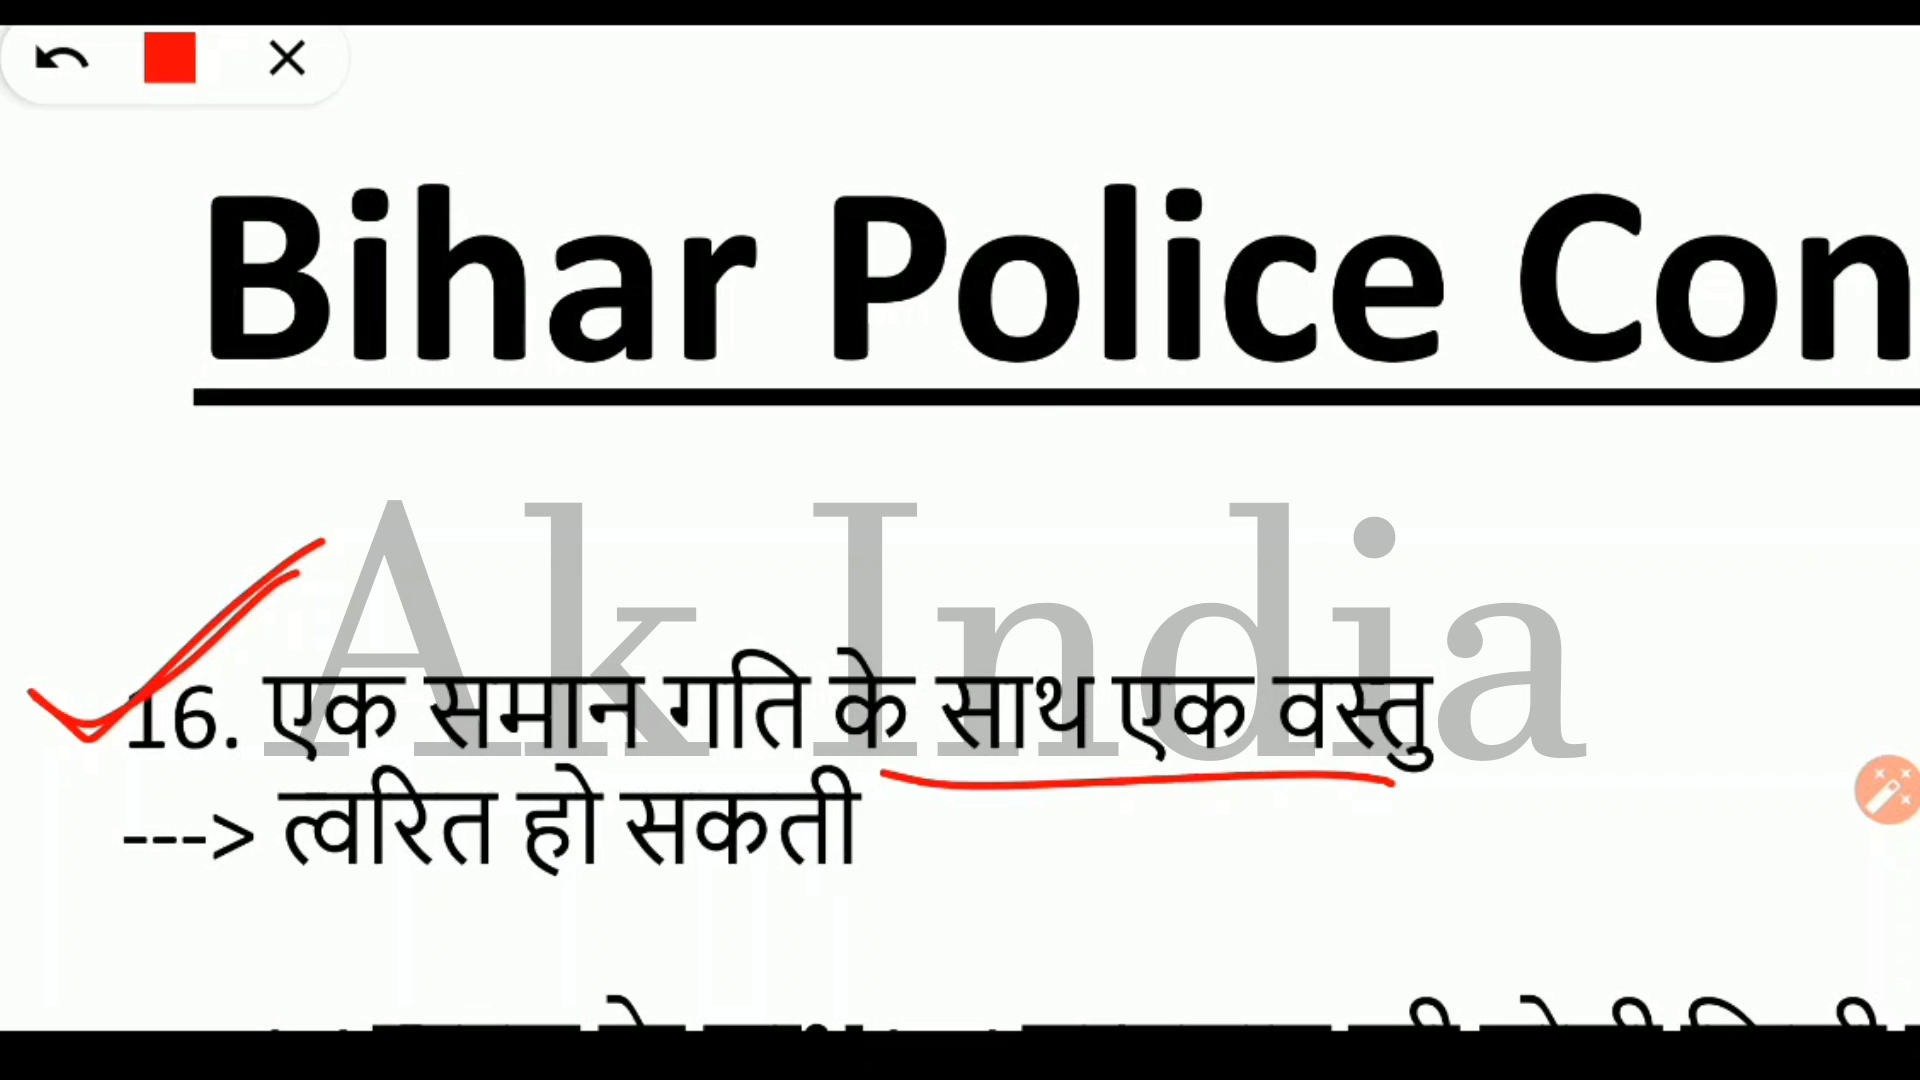 Bihar Police Con
Ak India
16. एक समान गति के साथ एक वस्तु
---> त्वरित हो सकती